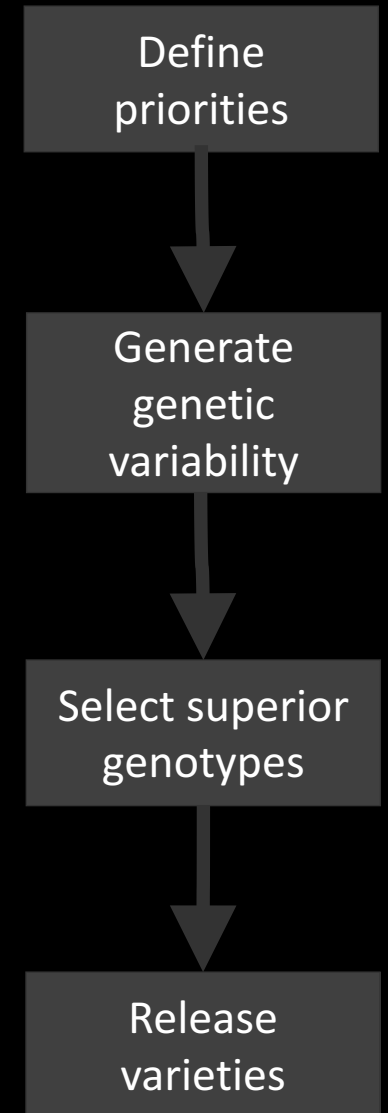 Define
priorities
Generate
genetic
variability
Select superior
genotypes
Release
varieties